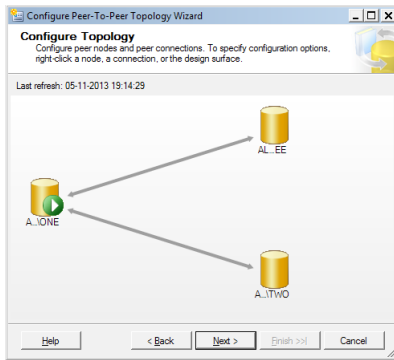 Configure Peer-To-Peer Topology Wizard
Configure Topology
Configure peer nodes and peer connections. To specify configuration options,
right-click a node, a connection, or the design surface.
Last refresh: 05-11-2013 19:14:29
AL...EE
A...\ONE
A...\TWO
Help < Back Next > Finish >>| Cancel